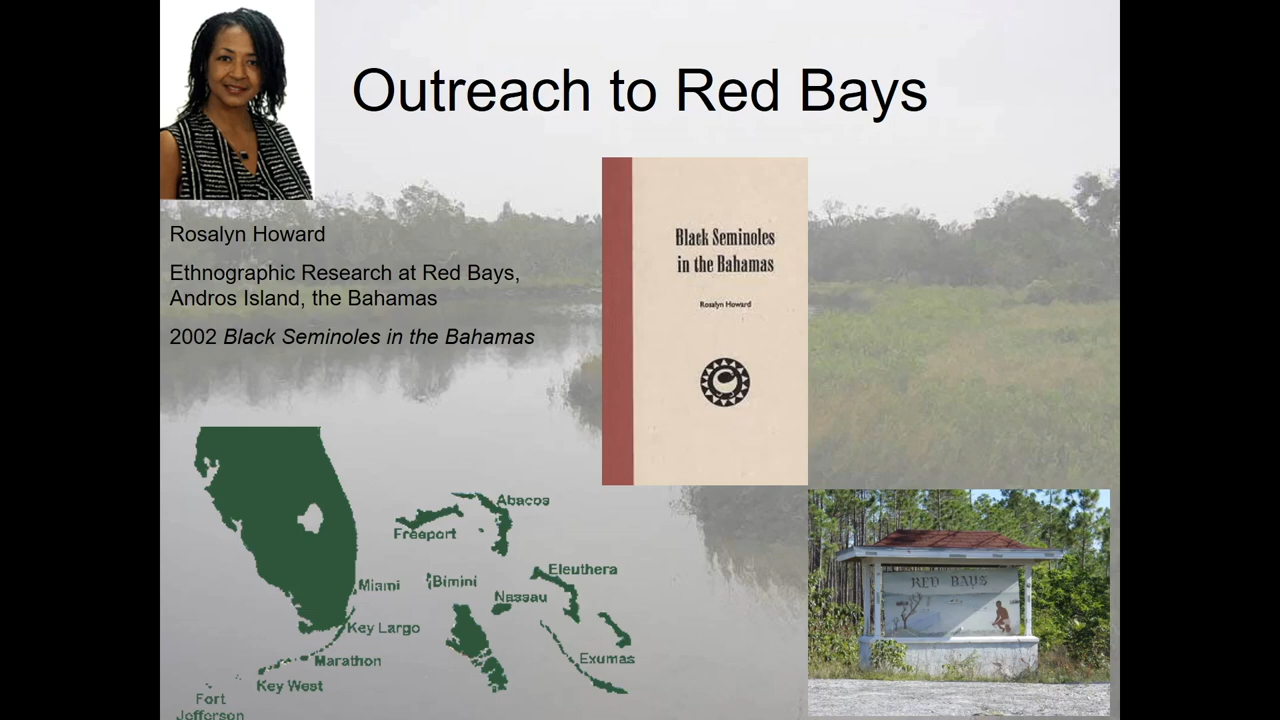 Outreach to Red Bays
Rosalyn Howard
Ethnographic Research at Red Bays,
Andros Island, the Bahamas
2002 Black Seminoles in the Bahamas
Black Seminoles
in the Bahamas
Rosalyn Howard
Abacos
Freeport
Miami
Bimini
Eleuthera
Nassau
Key Largo
Marathon
Exumas
Key West
Fort
Jefferson
RED BAYS